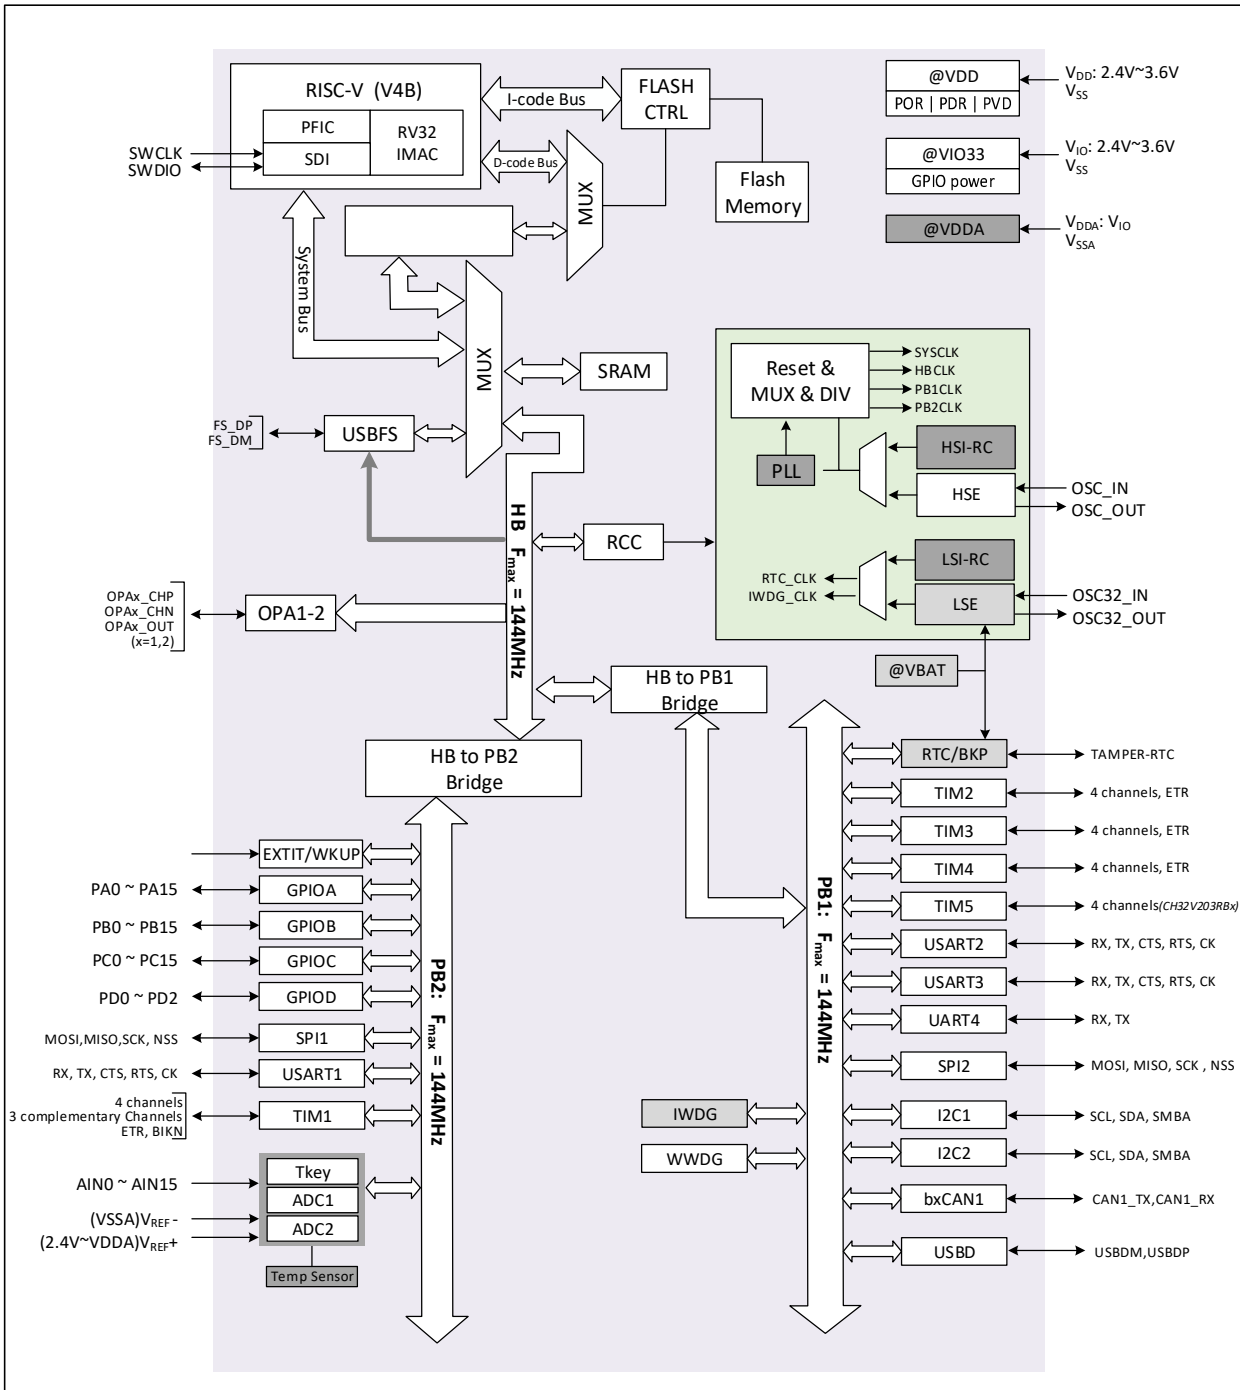 RISC-V (V4B)
PFIC
SDI
RV32
IMAC
SWCLK
SWDIO
I-code Bus
D-code Bus
FLASH
CTRL
MUX
Flash
Memory
@VDD
POR | PDR | PVD
VDD: 2.4V~3.6V
VSS
@VIO33
GPIO power
VIO: 2.4V~3.6V
VSS
@VDDA
VDDA: VIO
VSSA
System Bus
MUX
SRAM
FS_DP
FS_DM
USBFS
Reset &
MUX & DIV
SYSCLK
HBCLK
PB1CLK
PB2CLK
PLL
HSI-RC
HSE
OSC_IN
OSC_OUT
HB Fmax = 144MHz
RCC
RTC_CLK
IWDG_CLK
LSI-RC
LSE
OSC32_IN
OSC32_OUT
OPAx_CHP
OPAx_CHN
OPAx_OUT
(x=1,2)
OPA1-2
@VBAT
HB to PB1
Bridge
HB to PB2
Bridge
EXTIT/WKUP
PA0 ~ PA15
GPIOA
PB0 ~ PB15
GPIOB
PC0 ~ PC15
GPIOC
PD0 ~ PD2
GPIOD
MOSI,MISO,SCK, NSS
SPI1
RX, TX, CTS, RTS, CK
USART1
4 channels
3 complementary Channels
ETR, BIKN
TIM1
AIN0 ~ AIN15
(VSSA)VREF -
(2.4V~VDDA)VREF+
Tkey
ADC1
ADC2
Temp Sensor
PB2: Fmax = 144MHz
IWDG
WWDG
PB1: Fmax = 144MHz
RTC/BKP
TAMPER-RTC
TIM2
4 channels, ETR
TIM3
4 channels, ETR
TIM4
4 channels, ETR
TIM5
4 channels(CH32V203RBx)
USART2
RX, TX, CTS, RTS, CK
USART3
RX, TX, CTS, RTS, CK
UART4
RX, TX
SPI2
MOSI, MISO, SCK , NSS
I2C1
SCL, SDA, SMBA
I2C2
SCL, SDA, SMBA
bxCAN1
CAN1_TX,CAN1_RX
USBD
USBDM,USBDP